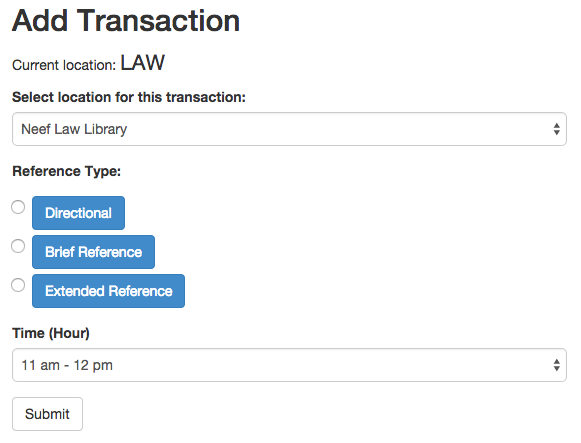 Add Transaction
Current location: LAW
Select location for this transaction:
Neef Law Library
Reference Type:
Directional
Brief Reference
Extended Reference
Time (Hour)
11 am - 12 pm
Submit